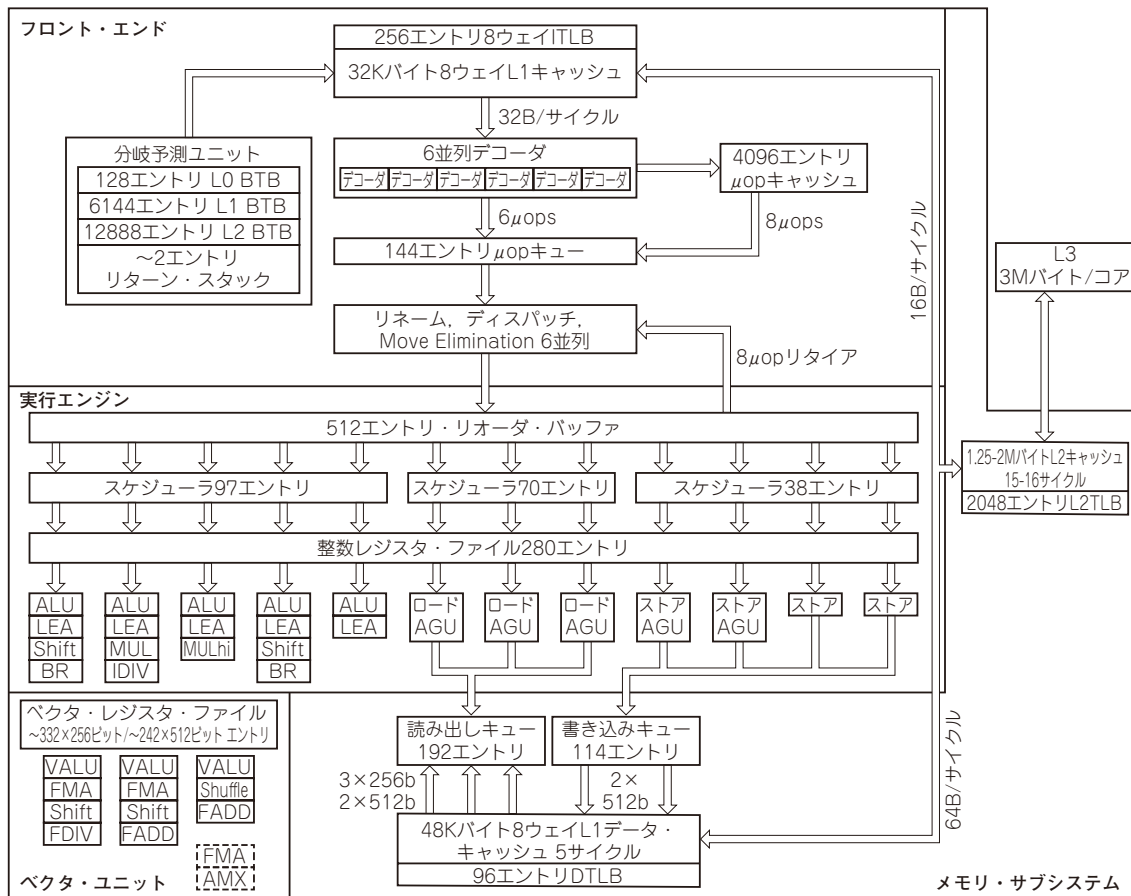 フロント・エンド
256エントリ8ウェイITLB
32Kバイト8ウェイL1キャッシュ
32B/サイクル
分岐予測ユニット
128エントリ L0 BTB
6144エントリ L1 BTB
12888エントリ L2 BTB
～2エントリ
リターン・スタック
6並列デコーダ
デコーダ デコーダ デコーダ デコーダ デコーダ デコーダ
4096エントリ
μopキャッシュ
6μops
8μops
144エントリμopキュー
リネーム，ディスパッチ，
Move Elimination 6並列
8μopリタイア
16B/サイクル
L3
3Mバイト/コア
実行エンジン
512エントリ・リオーダ・バッファ
スケジューラ97エントリ
スケジューラ70エントリ
スケジューラ38エントリ
1.25-2MバイトL2キャッシュ
15-16サイクル
2048エントリL2TLB
整数レジスタ・ファイル280エントリ
ALU
LEA
Shift
BR
ALU
LEA
MUL
IDIV
ALU
LEA
MULhi
ALU
LEA
Shift
BR
ALU
LEA
ロード
AGU
ロード
AGU
ロード
AGU
ストア
AGU
ストア
AGU
ストア
ストア
ベクタ・レジスタ・ファイル
～332×256ビット/～242×512ビット エントリ
VALU
FMA
Shift
FDIV
VALU
FMA
Shift
FADD
VALU
Shuffle
FADD
FMA
AMX
ベクタ・ユニット
読み出しキュー
192エントリ
書き込みキュー
114エントリ
3×256b
2×512b
2×
512b
64B/サイクル
48Kバイト8ウェイL1データ・
キャッシュ 5サイクル
96エントリDTLB
メモリ・サブシステム